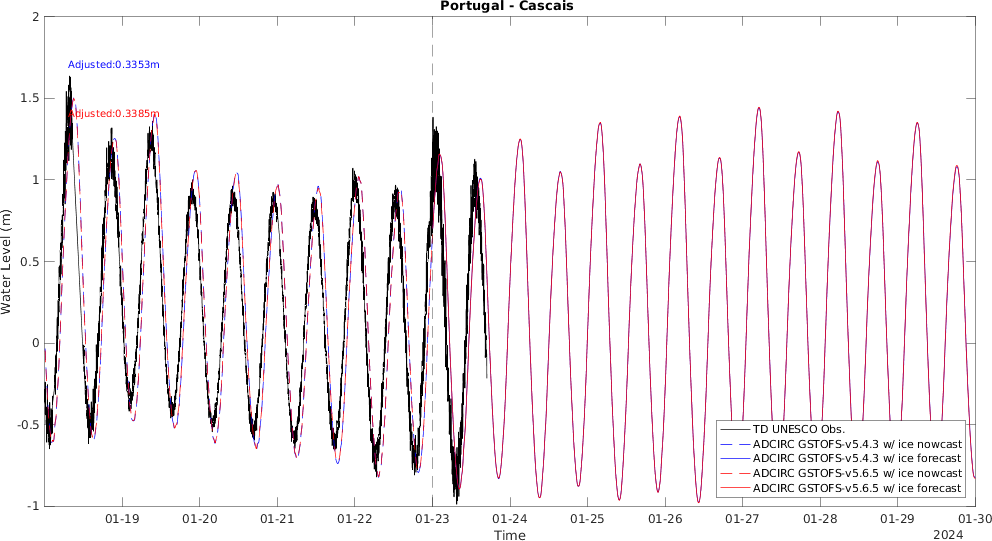 Portugal - Cascais
2
1.5
1
0.5
0
-0.5
-1
Water Level (m)
Adjusted:0.3353m
Adjusted:0.3385m
TD UNESCO Obs.
ADCIRC GSTOFS-v5.4.3 w/ ice nowcast
ADCIRC GSTOFS-v5.4.3 w/ ice forecast
ADCIRC GSTOFS-v5.6.5 w/ ice nowcast
ADCIRC GSTOFS-v5.6.5 w/ ice forecast
01-19 01-20 01-21 01-22 01-23 01-24 01-25 01-26 01-27 01-28 01-29 01-30
Time
2024